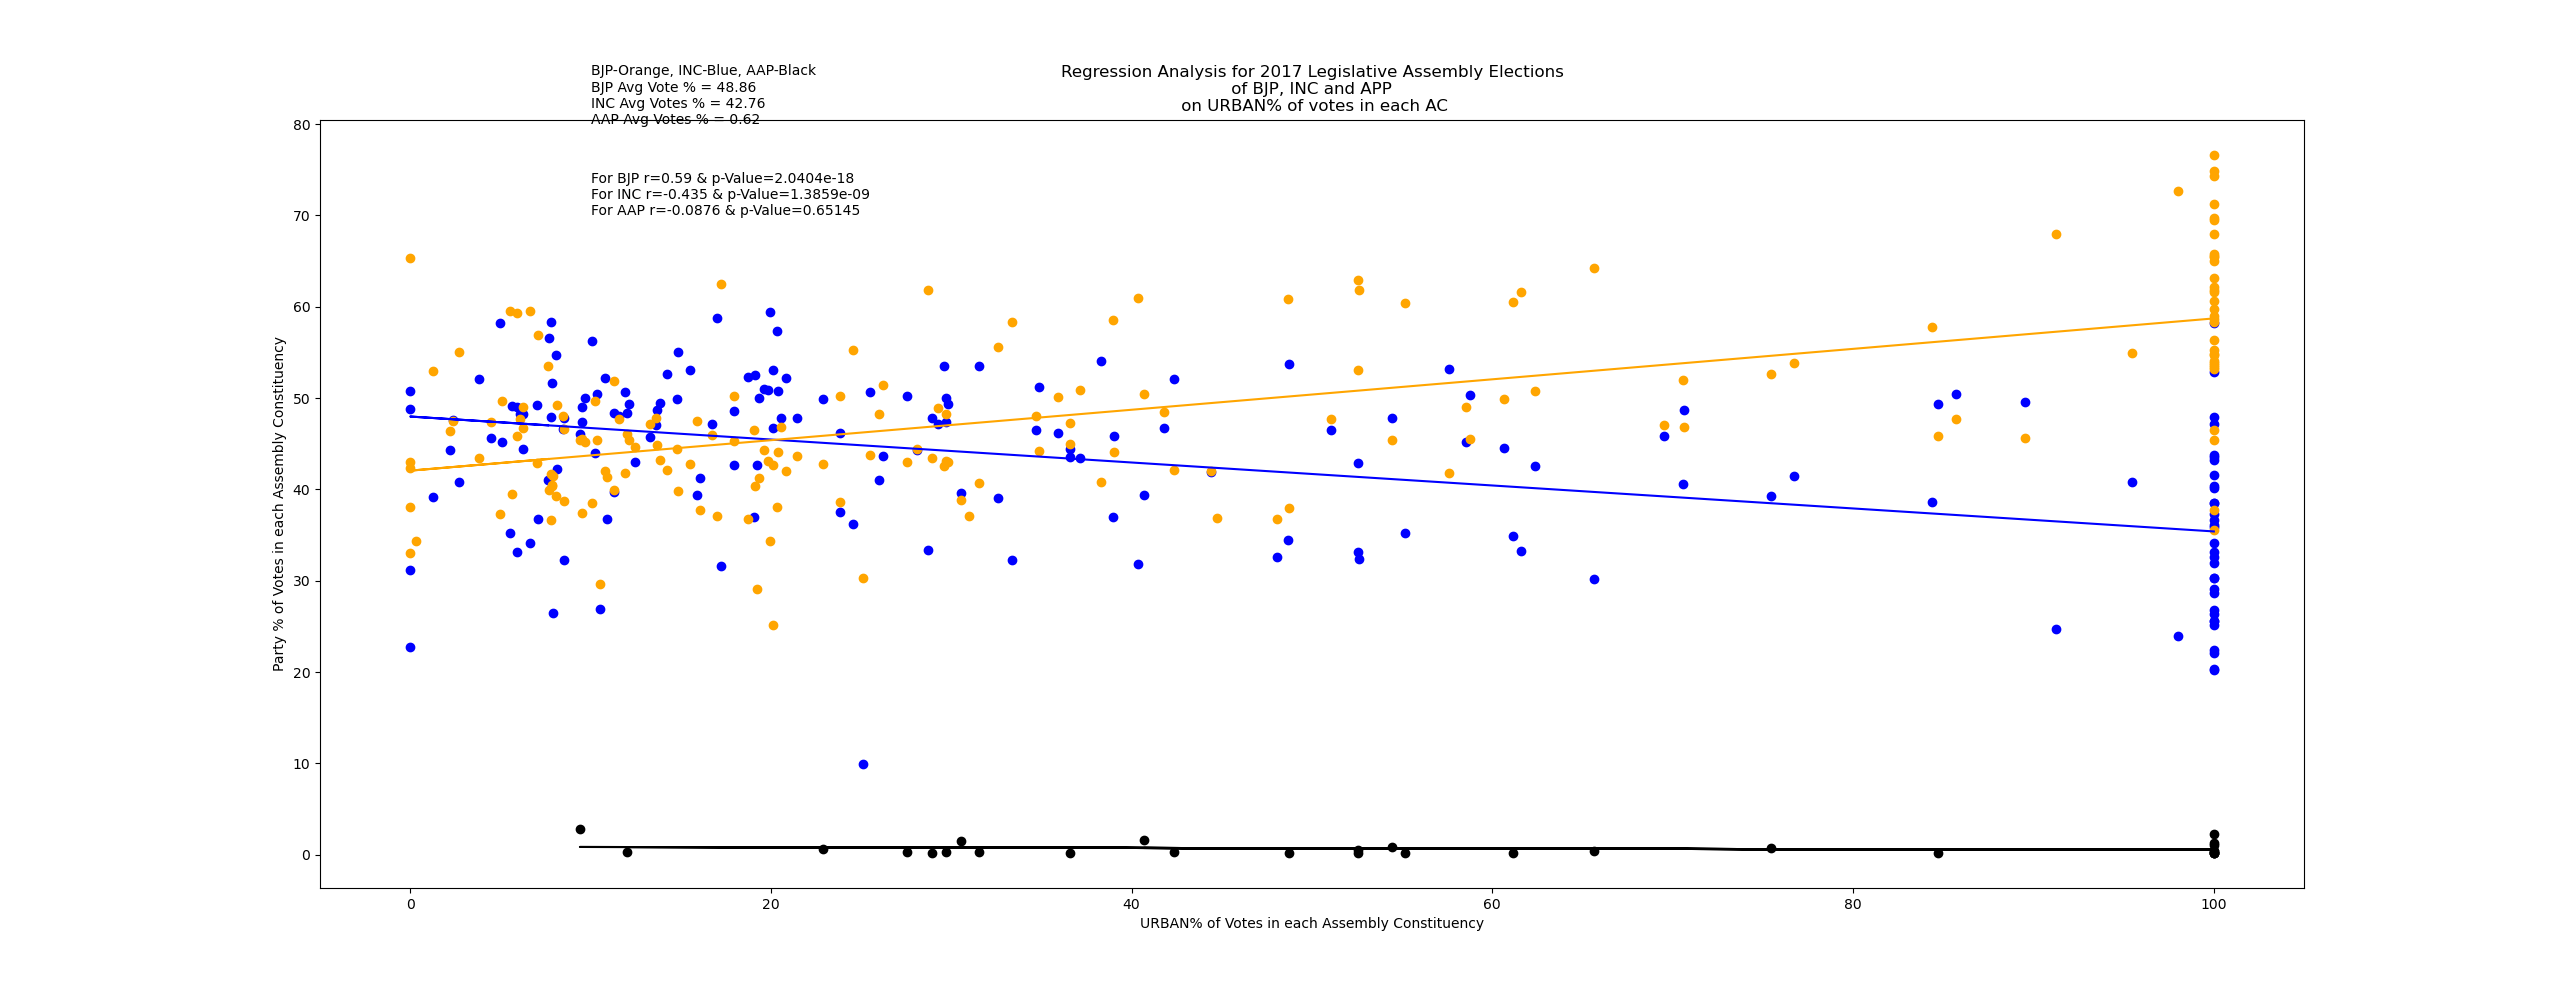 BJP-Orange, INC-Blue, AAP-Black
BJP Avg Vote % = 48.86
INC Avg Votes % = 42.76
AAP Avg Votes % = 0.62
Regression Analysis for 2017 Legislative Assembly Elections
of BJP, INC and APP
on URBAN% of votes in each AC
For BJP r=0.59 & p-Value=2.0404e-18
For INC r=-0.435 & p-Value=1.3859e-09
For AAP r=-0.0876 & p-Value=0.65145
Party % of Votes in each Assembly Constituency
80
70
60
50
40
30
20
10
0
0 20 40 60 80 100
URBAN% of Votes in each Assembly Constituency